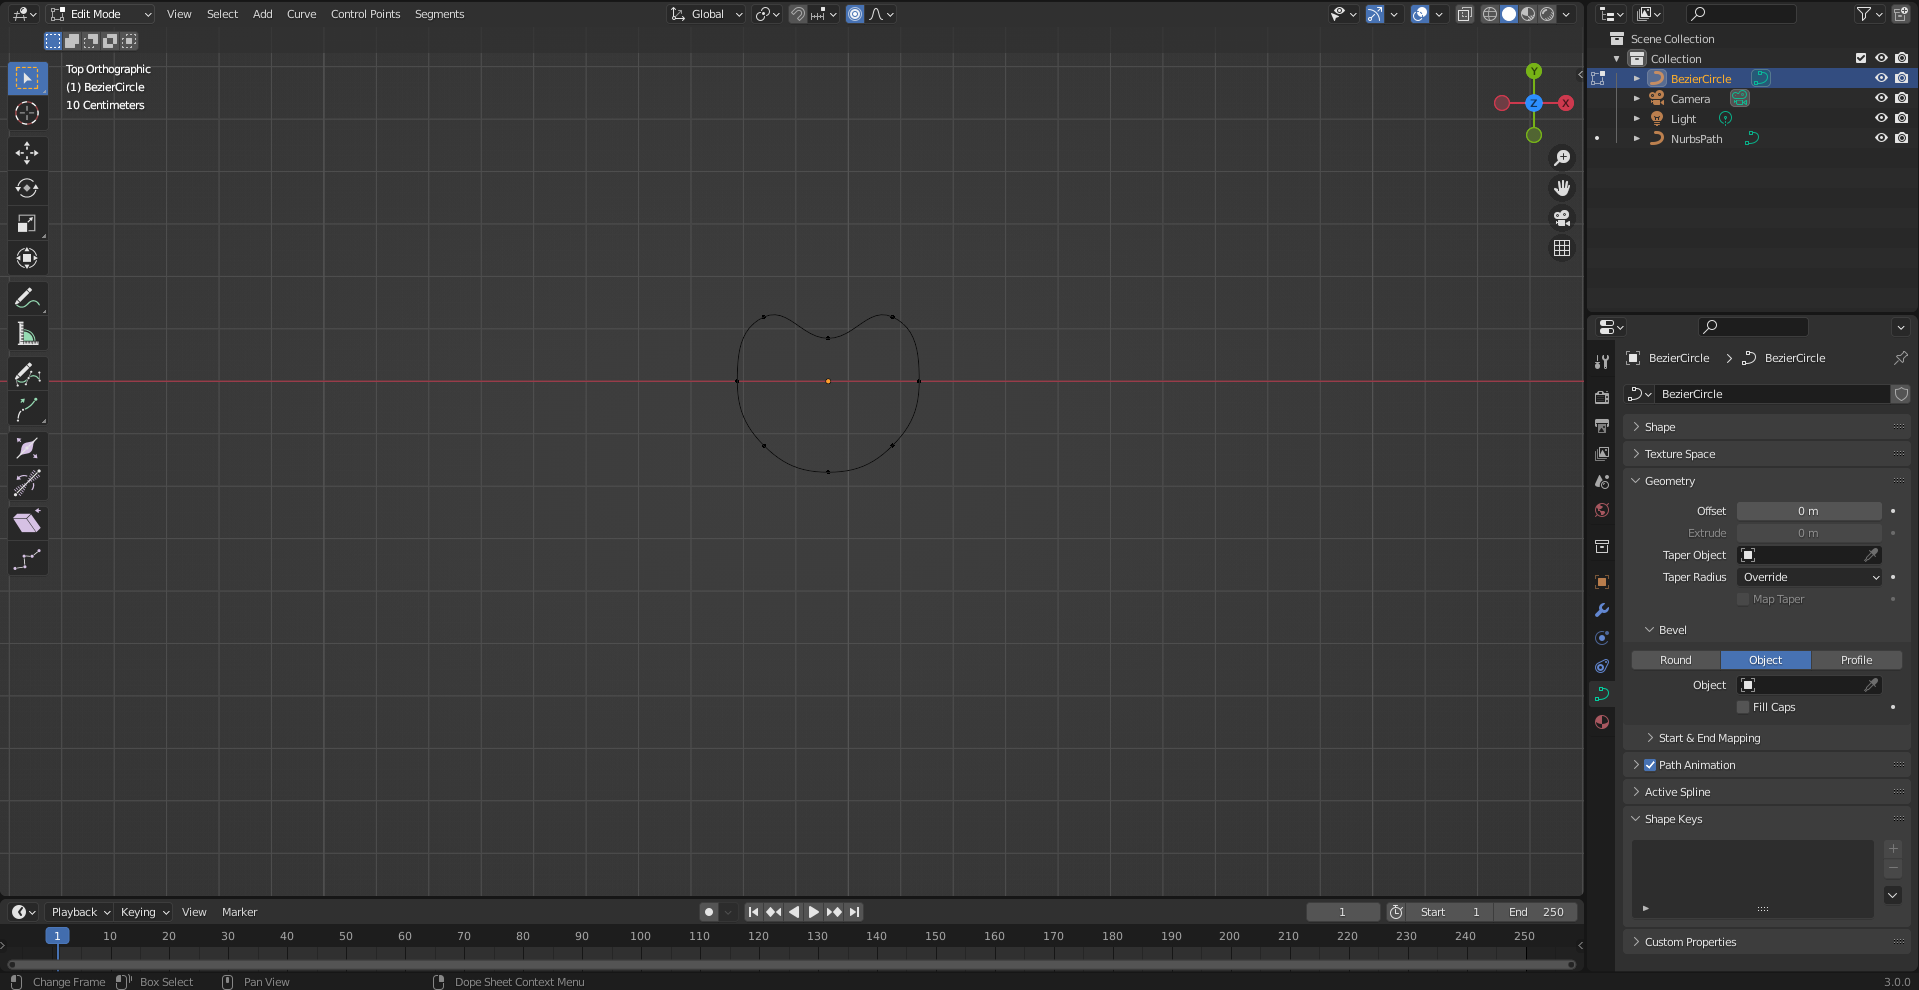 Edit Mode View Select Add Curve Control Points Segments Global
Top Orthographic
(1) BezierCircle
10 Centimeters
Y
Z
X
Scene Collection
Collection
BezierCircle
Camera
Light
NurbsPath
BezierCircle BezierCircle
BezierCircle
Shape
Texture Space
Geometry
Offset 0 m
Extrude 0 m
Taper Object
Taper Radius Override
Map Taper
Bevel
Round Object Profile
Object
Fill Caps
Start & End Mapping
Path Animation
Active Spline
Shape Keys
Custom Properties
Playback Keying View Marker 1 Start 1 End 250
1 10 20 30 40 50 60 70 80 90 100 110 120 130 140 150 160 170 180 190 200 210 220 230 240 250
Change Frame Box Select Pan View Dope Sheet Context Menu 3.0.0